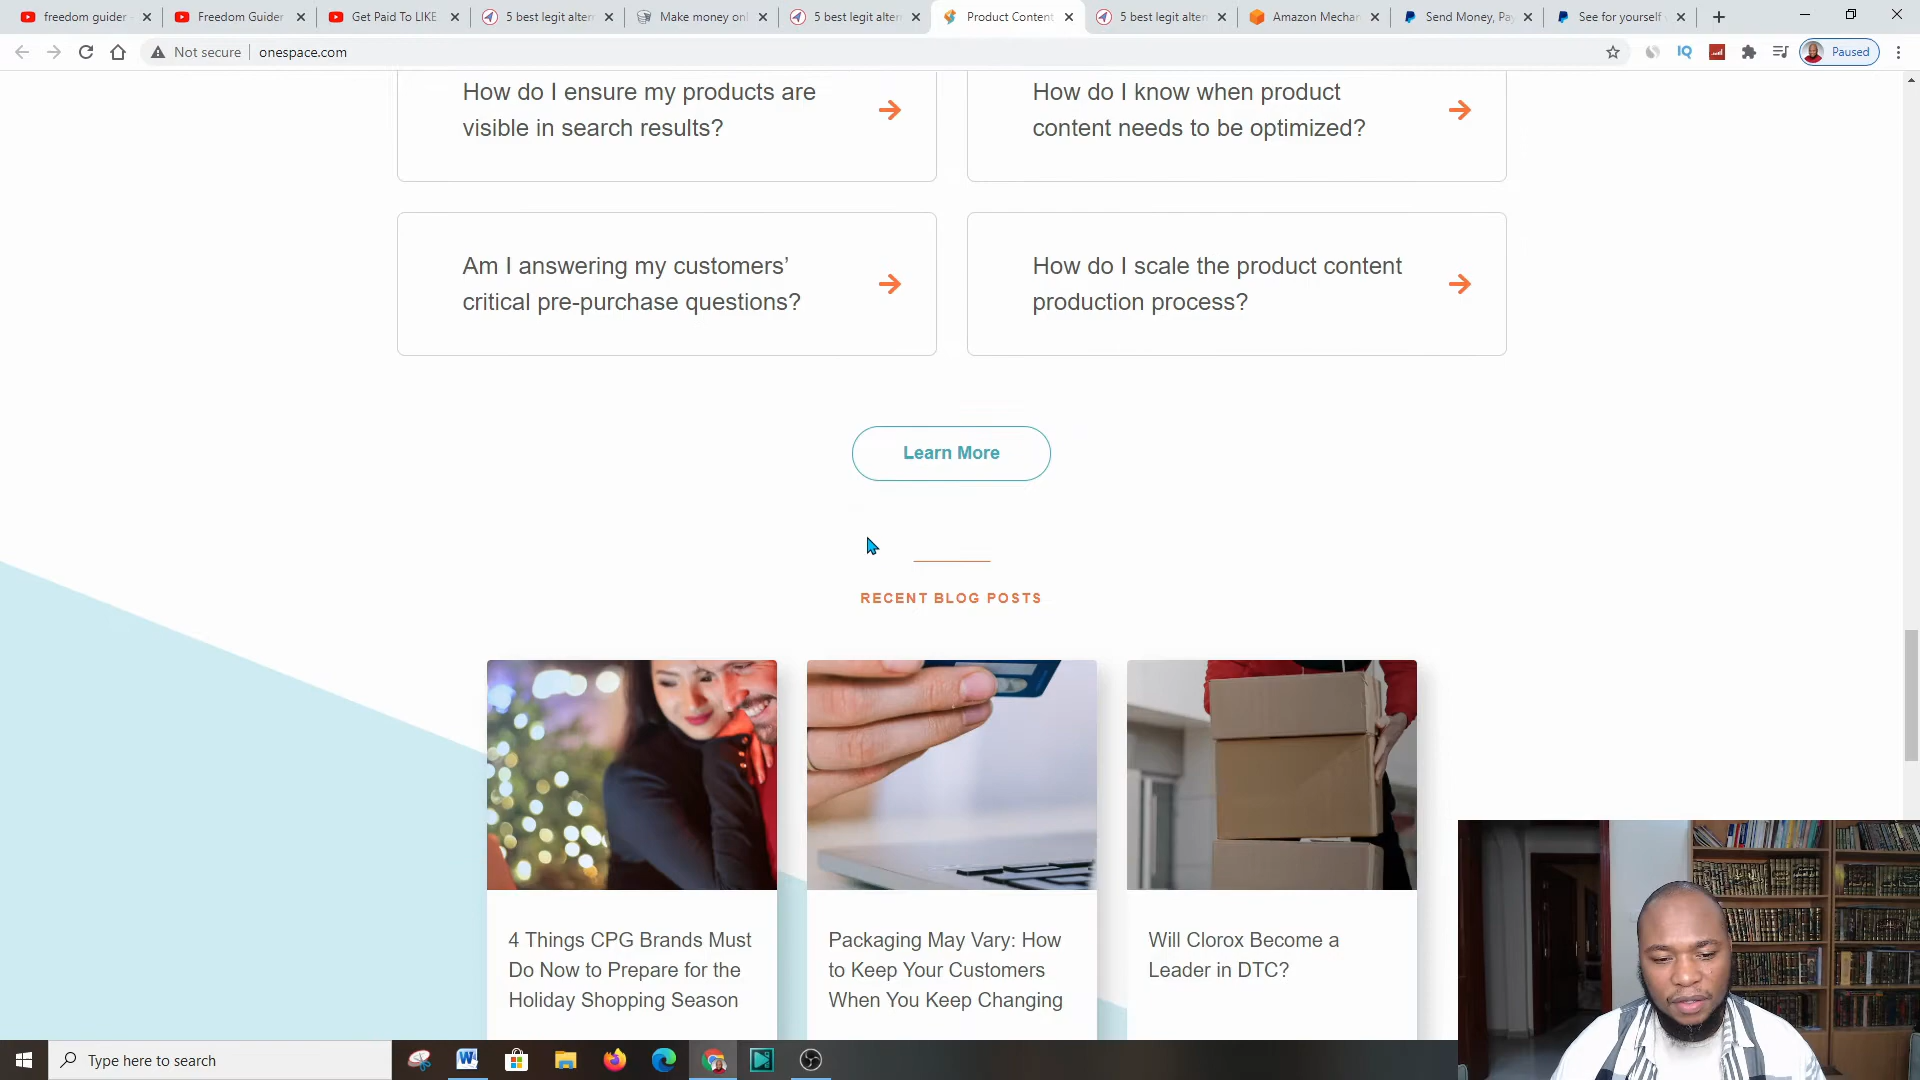 freedom guider
Freedom Guider
Get Paid To LIKE
5 best legit alter
Make money onl
5 best legit alter
Product Content
5 best legit alter
Amazon Mechan
Send Money, Pay
See for yourself
Not secure
onespace.com
IQ
Paused
How do I ensure my products are
visible in search results?
How do I know when product
content needs to be optimized?
Am I answering my customers’
critical pre-purchase questions?
How do I scale the product content
production process?
Learn More
RECENT BLOG POSTS
4 Things CPG Brands Must
Do Now to Prepare for the
Holiday Shopping Season
Packaging May Vary: How
to Keep Your Customers
When You Keep Changing
Will Clorox Become a
Leader in DTC?
Type here to search